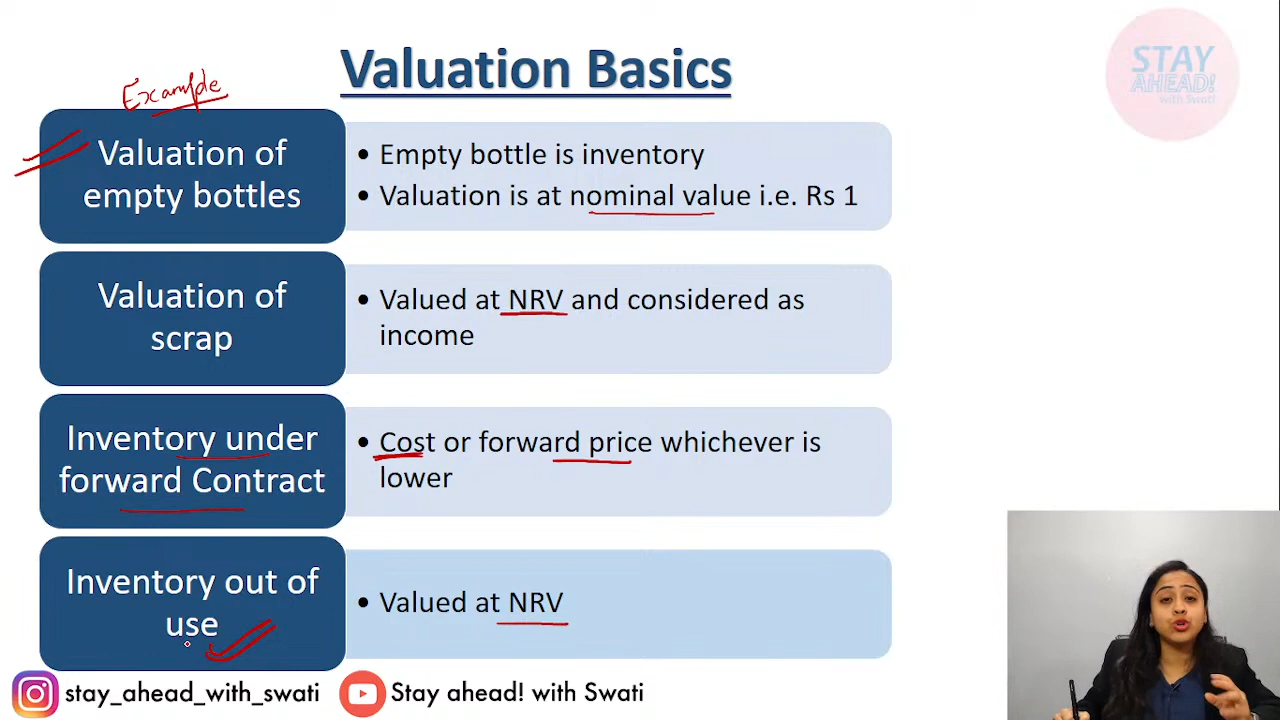 Valuation Basics
STAY
AHEAD!
with Swati
Example
Valuation of
empty bottles
• Empty bottle is inventory
• Valuation is at nominal value i.e. Rs 1
Valuation of
scrap
• Valued at NRV and considered as
income
Inventory under
forward Contract
• Cost or forward price whichever is
lower
Inventory out of
use
• Valued at NRV
stay_ahead_with_swati
Stay ahead! with Swati